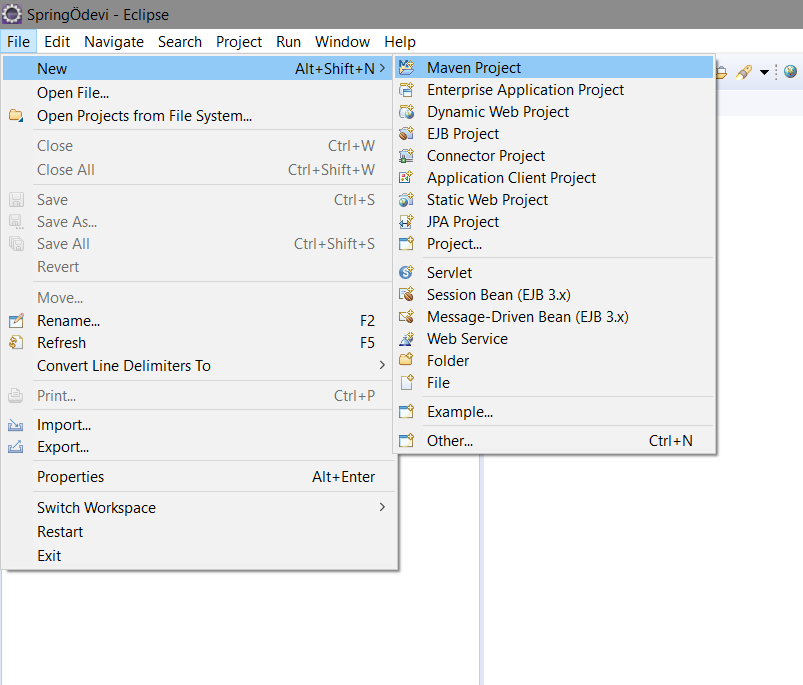 SpringÖdevi - Eclipse
File Edit Navigate Search Project Run Window Help
New Alt+Shift+N
Open File...
Open Projects from File System...
Close Ctrl+W
Close All Ctrl+Shift+W
Save Ctrl+S
Save As...
Save All Ctrl+Shift+S
Revert
Move...
Rename... F2
Refresh F5
Convert Line Delimiters To
Print... Ctrl+P
Import...
Export...
Properties Alt+Enter
Switch Workspace
Restart
Exit
Maven Project
Enterprise Application Project
Dynamic Web Project
EJB Project
Connector Project
Application Client Project
Static Web Project
JPA Project
Project...
Servlet
Session Bean (EJB 3.x)
Message-Driven Bean (EJB 3.x)
Web Service
Folder
File
Example...
Other... Ctrl+N